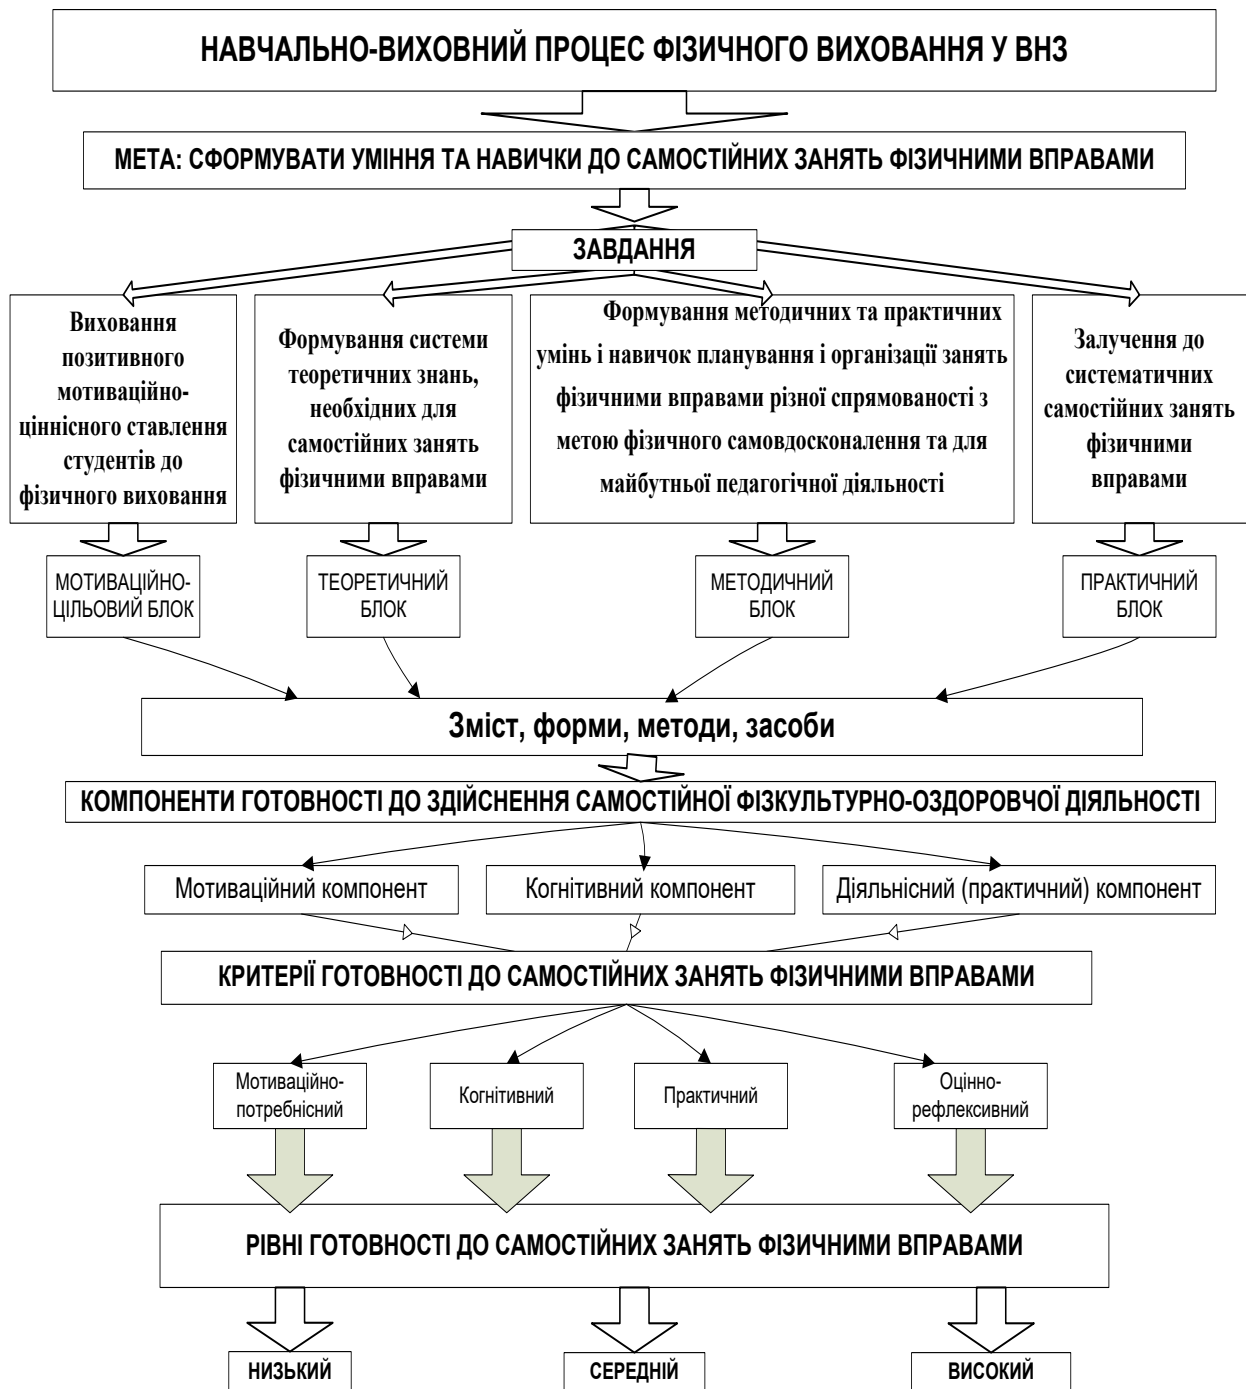 НАВЧАЛЬНО-ВИХОВНИЙ ПРОЦЕС ФІЗИЧНОГО ВИХОВАННЯ У ВНЗ
МЕТА: СФОРМУВАТИ УМІННЯ ТА НАВИЧКИ ДО САМОСТІЙНИХ ЗАНЯТЬ ФІЗИЧНИМИ ВПРАВАМИ
ЗАВДАННЯ
Виховання
позитивного
мотиваційно-
ціннісного ставлення
студентів до
фізичного виховання
Формування системи
теоретичних знань,
необхідних для
самостійних занять
фізичними вправами
Формування методичних та практичних
умінь і навичок планування і організації занять
фізичними вправами різної спрямованості з
метою фізичного самовдосконалення та для
майбутньої педагогічної діяльності
Залучення до
систематичних
самостійних занять
фізичними
вправами
МОТИВАЦІЙНО-
ЦІЛЬОВИЙ БЛОК
ТЕОРЕТИЧНИЙ
БЛОК
МЕТОДИЧНИЙ
БЛОК
ПРАКТИЧНИЙ
БЛОК
Зміст, форми, методи, засоби
КОМПОНЕНТИ ГОТОВНОСТІ ДО ЗДІЙСНЕННЯ САМОСТІЙНОЇ ФІЗКУЛЬТУРНО-ОЗДОРОВЧОЇ ДІЯЛЬНОСТІ
Мотиваційний компонент
Когнітивний компонент
Діяльнісний (практичний) компонент
КРИТЕРІЇ ГОТОВНОСТІ ДО САМОСТІЙНИХ ЗАНЯТЬ ФІЗИЧНИМИ ВПРАВАМИ
Мотиваційно-
потребнісний
Когнітивний
Практичний
Оцінно-
рефлексивний
РІВНІ ГОТОВНОСТІ ДО САМОСТІЙНИХ ЗАНЯТЬ ФІЗИЧНИМИ ВПРАВАМИ
НИЗЬКИЙ
СЕРЕДНІЙ
ВИСОКИЙ